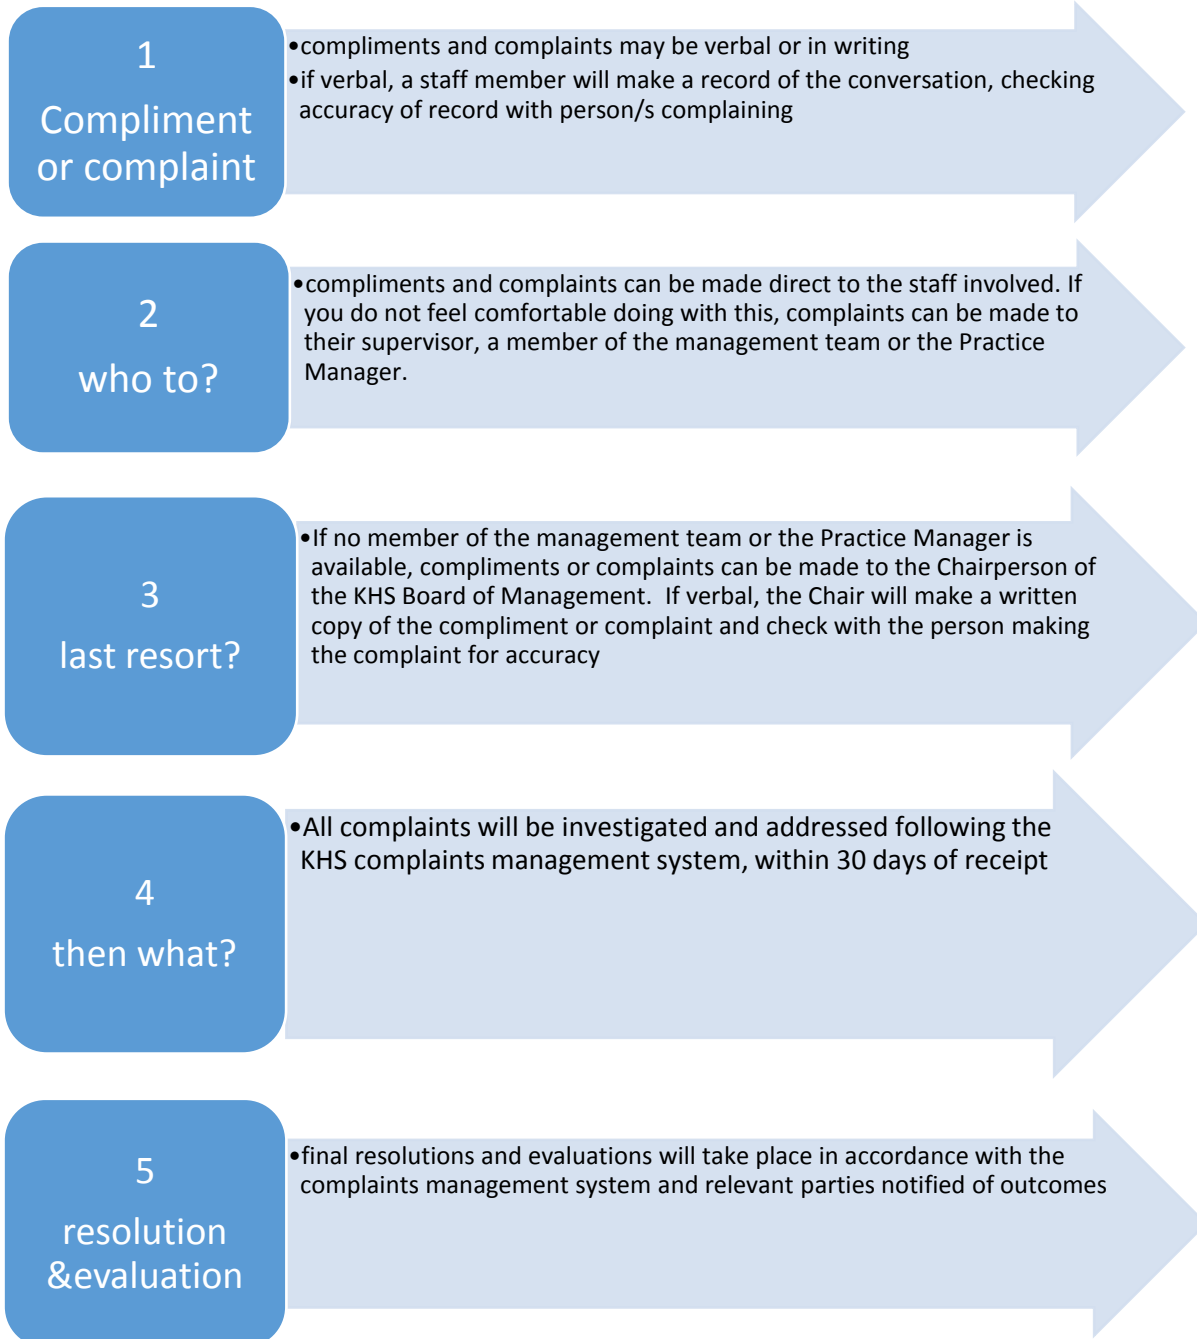 1
Compliment
or complaint
•compliments and complaints may be verbal or in writing
•if verbal, a staff member will make a record of the conversation, checking
accuracy of record with person/s complaining
2
who to?
•compliments and complaints can be made direct to the staff involved. If
you do not feel comfortable doing with this, complaints can be made to
their supervisor, a member of the management team or the Practice
Manager.
3
last resort?
•If no member of the management team or the Practice Manager is
available, compliments or complaints can be made to the Chairperson of
the KHS Board of Management.  If verbal, the Chair will make a written
copy of the compliment or complaint and check with the person making
the complaint for accuracy
4
then what?
•All complaints will be investigated and addressed following the
KHS complaints management system, within 30 days of receipt
5
resolution
&evaluation
•final resolutions and evaluations will take place in accordance with the
complaints management system and relevant parties notified of outcomes